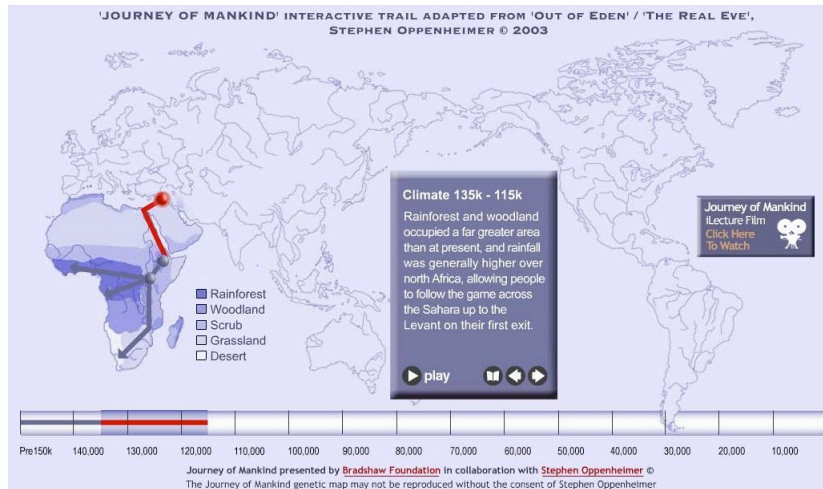 'JOURNEY OF MANKIND' INTERACTIVE TRAIL ADAPTED FROM 'OUT OF EDEN' / 'THE REAL EVE',
STEPHEN OPPENHEIMER © 2003
Climate 135k - 115k
Rainforest and woodland
occupied a far greater area
than at present, and rainfall
was generally higher over
north Africa, allowing people
to follow the game across
the Sahara up to the
Levant on their first exit.
play
Journey of Mankind
iLecture Film
Click Here
To Watch
Rainforest
Woodland
Scrub
Grassland
Desert
Pre150k 140,000 130,000 120,000 110,000 100,000 90,000 80,000 70,000 60,000 50,000 40,000 30,000 20,000 10,000
Journey of Mankind presented by Bradshaw Foundation in collaboration with Stephen Oppenheimer ©
The Journey of Mankind genetic map may not be reproduced without the consent of Stephen Oppenheimer